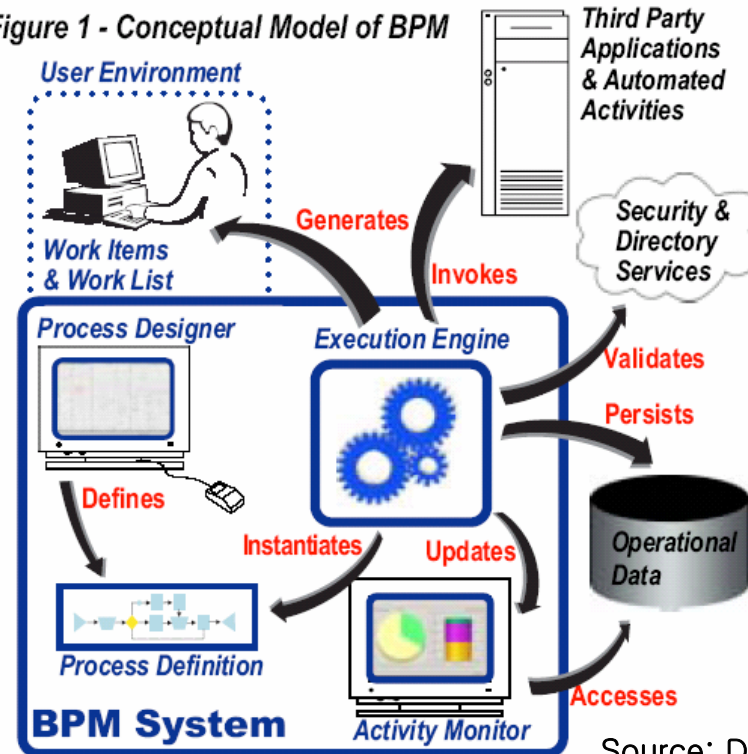 Figure 1 - Conceptual Model of BPM
Third Party
Applications
& Automated
Activities
User Environment
Generates
Invokes
Security &
Directory
Services
Work Items
& Work List
Process Designer
Execution Engine
Validates
Persists
Defines
Instantiates
Updates
Operational
Data
Process Definition
Accesses
BPM System
Activity Monitor
Source: D